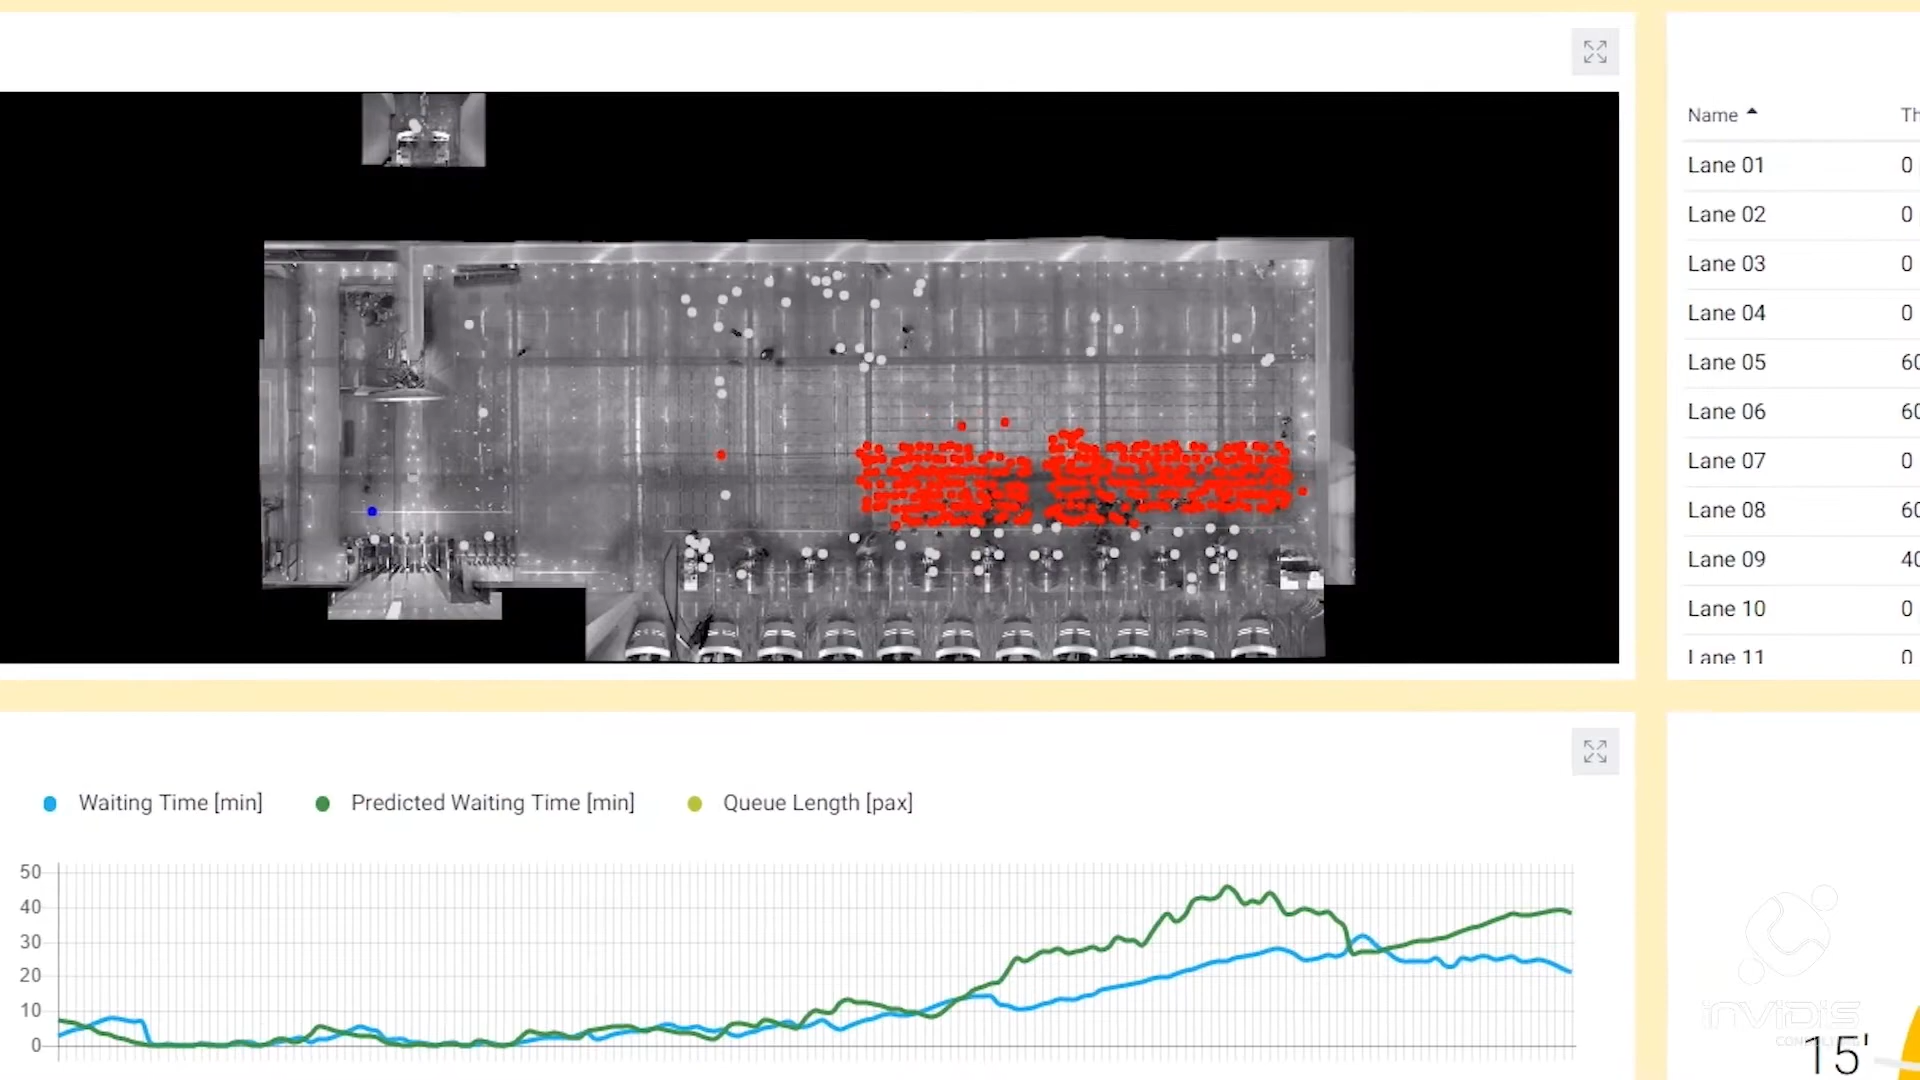 Name Th
Lane 01 0
Lane 02 0
Lane 03 0
Lane 04 0
Lane 05 60
Lane 06 60
Lane 07 0
Lane 08 60
Lane 09 40
Lane 10 0
Lane 11 0
Waiting Time [min] Predicted Waiting Time [min] Queue Length [pax]
50
40
30
20
10
0
invidis
CONSULTING
15'